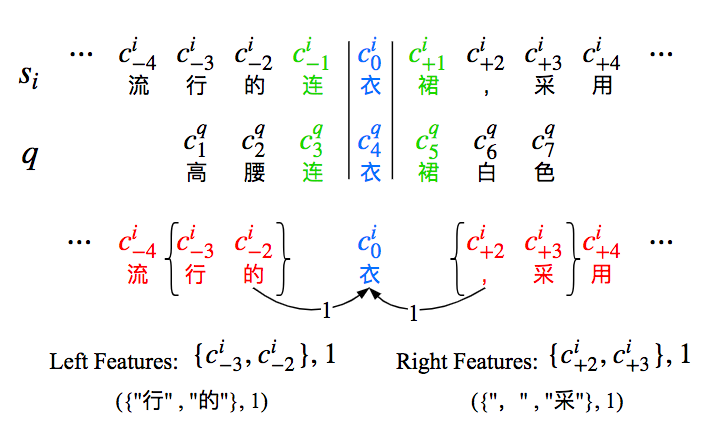 ··· c^i_{-4} c^i_{-3} c^i_{-2} c^i_{-1} c^i_0 c^i_{+1} c^i_{+2} c^i_{+3} c^i_{+4} ···
s_i 流 行 的 连 衣 裙 , 采 用
q c^q_1 c^q_2 c^q_3 c^q_4 c^q_5 c^q_6 c^q_7
高 腰 连 衣 裙 白 色
··· c^i_{-4} { c^i_{-3} c^i_{-2} } c^i_0 { c^i_{+2} c^i_{+3} } c^i_{+4} ···
流 行 的 衣 , 采 用
1 1
Left Features: {c^i_{-3}, c^i_{-2}}, 1 Right Features: {c^i_{+2}, c^i_{+3}}, 1
({"行" , "的"}, 1) ({"，" , "采"}, 1)